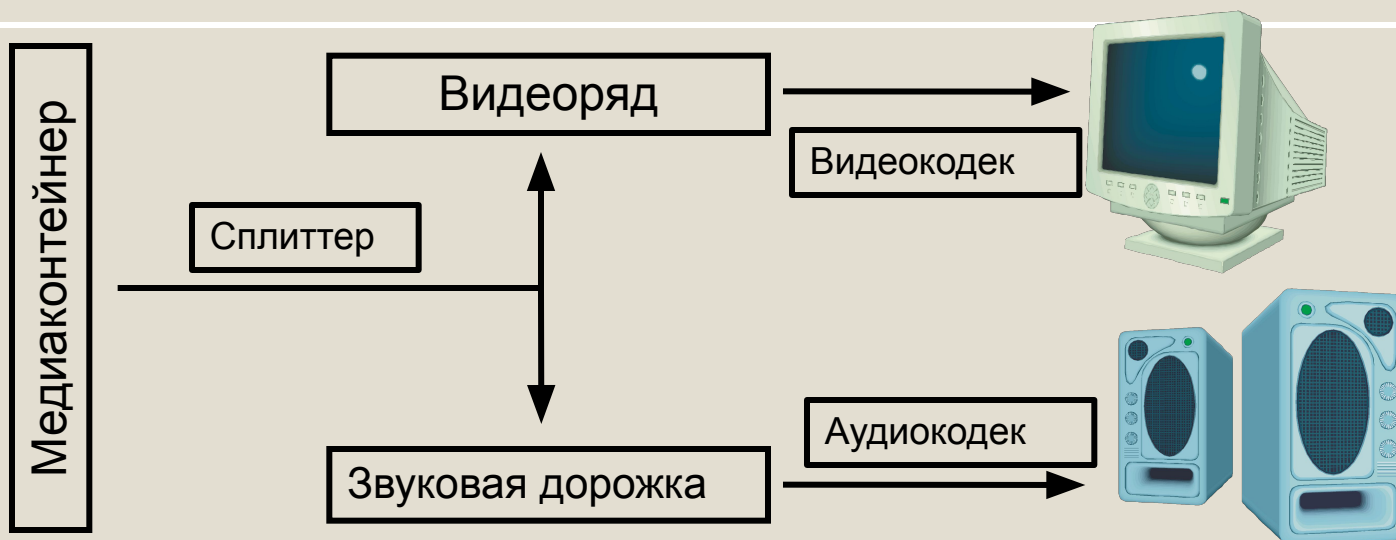 Медиаконтейнер
Видеоряд
Видеокодек
Сплиттер
Аудиокодек
Звуковая дорожка